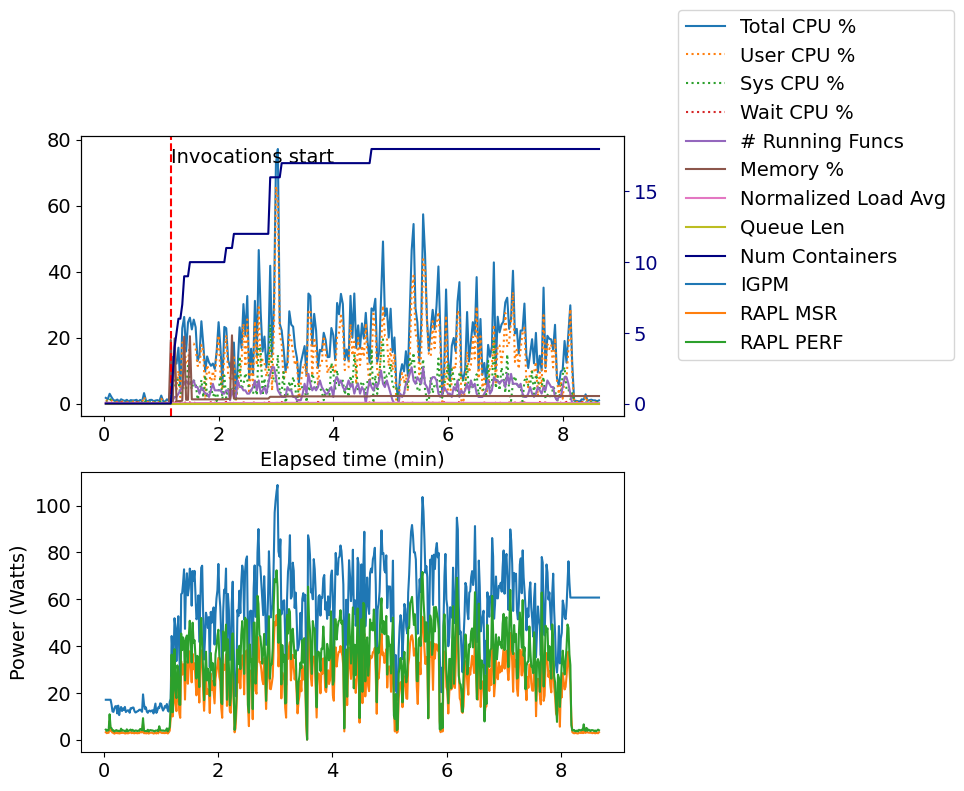 Total CPU %
User CPU %
Sys CPU %
Wait CPU %
# Running Funcs
Memory %
Normalized Load Avg
Queue Len
Num Containers
IGPM
RAPL MSR
RAPL PERF
80
60
40
20
0
Invocations start
15
10
5
0
0 2 4 6 8
Elapsed time (min)
Power (Watts)
100
80
60
40
20
0
0 2 4 6 8